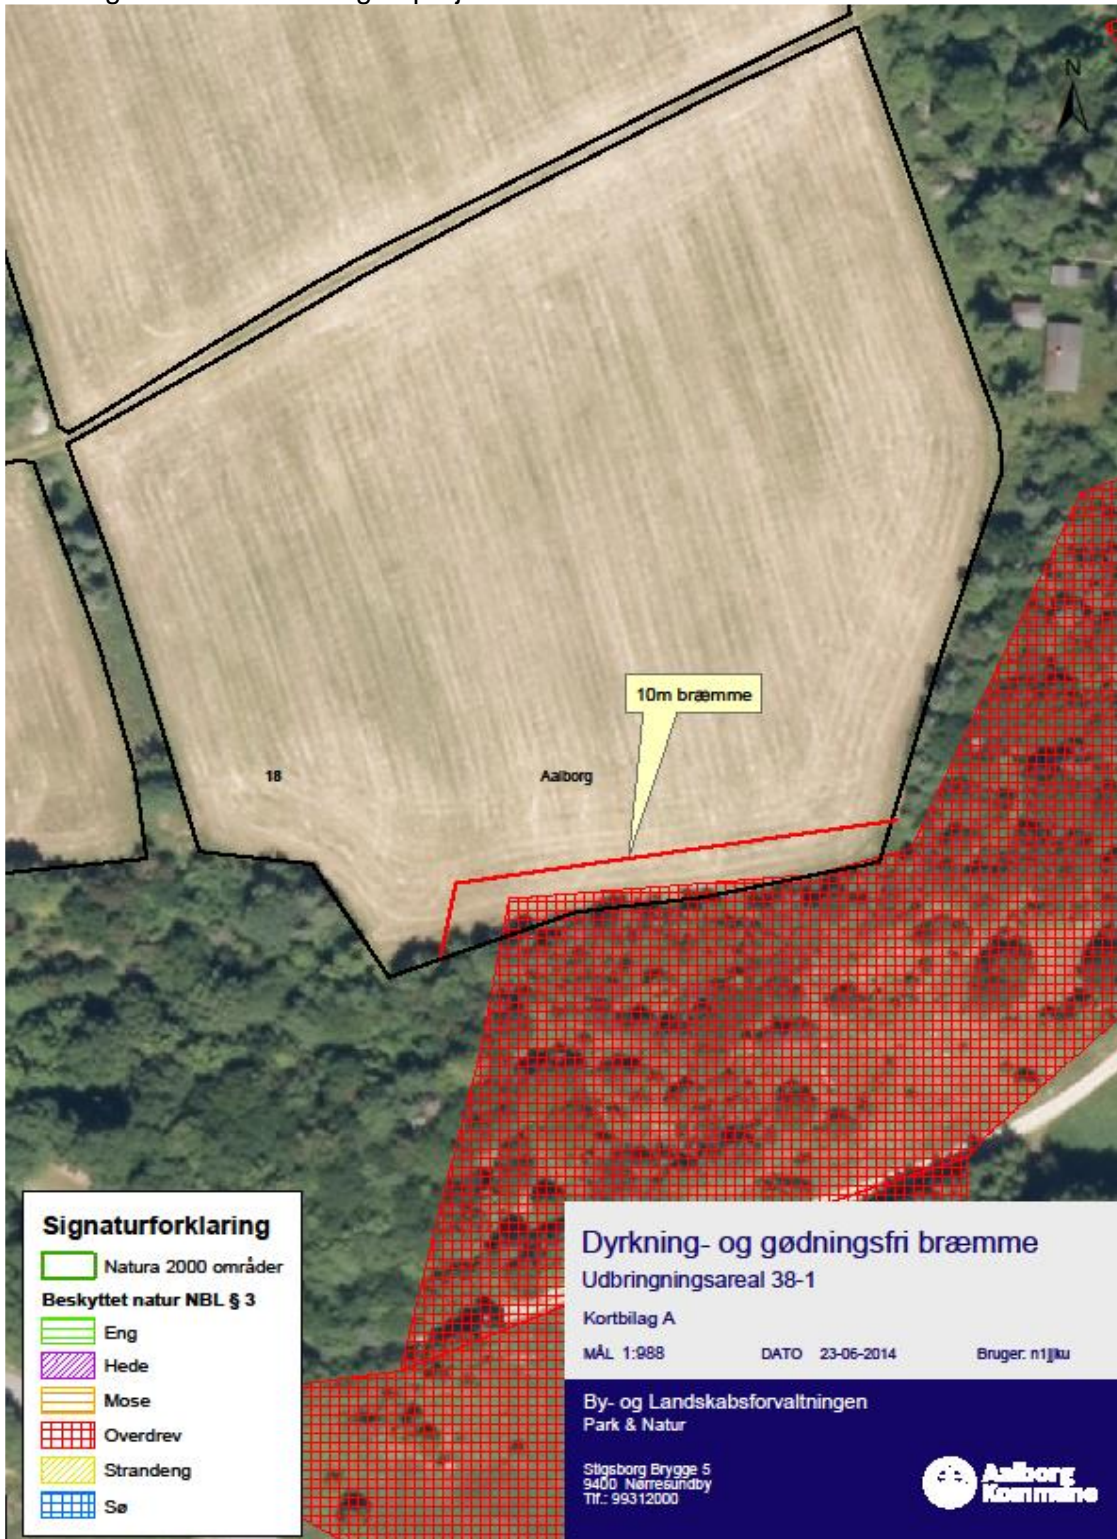 N
10m bræmme
18
Aalborg
Signaturforklaring
Natura 2000 områder
Beskyttet natur NBL § 3
Eng
Hede
Mose
Overdrev
Strandeng
Sø
Dyrkning- og gødningsfri bræmme
Udbringningsareal 38-1
Kortbilag A
MÅL 1:988 DATO 23-06-2014 Bruger: n1jjku
By- og Landskabsforvaltningen
Park & Natur
Stigsborg Brygge 5
9400 Nørresundby
Tlf.: 99312000
Aalborg
Kommune